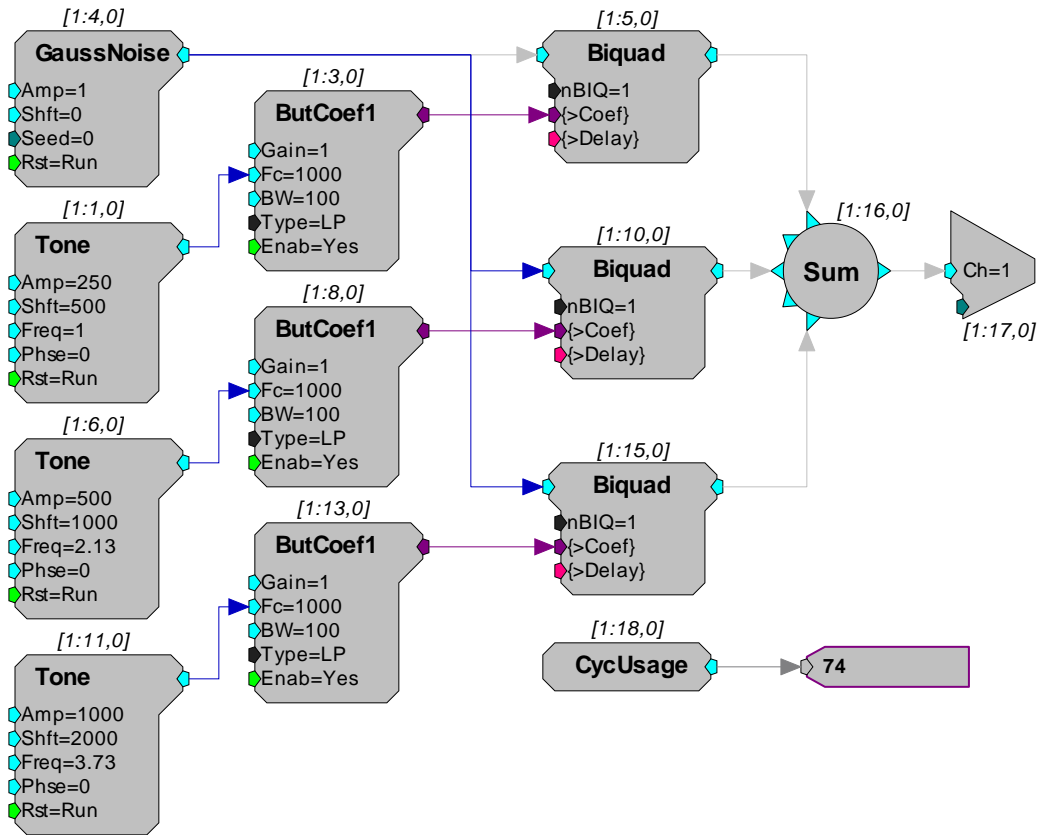 [1:4,0]
GaussNoise
Amp=1
Shft=0
Seed=0
Rst=Run
[1:1,0]
Tone
Amp=250
Shft=500
Freq=1
Phse=0
Rst=Run
[1:6,0]
Tone
Amp=500
Shft=1000
Freq=2.13
Phse=0
Rst=Run
[1:11,0]
Tone
Amp=1000
Shft=2000
Freq=3.73
Phse=0
Rst=Run
[1:3,0]
ButCoef1
Gain=1
Fc=1000
BW=100
Type=LP
Enab=Yes
[1:8,0]
ButCoef1
Gain=1
Fc=1000
BW=100
Type=LP
Enab=Yes
[1:13,0]
ButCoef1
Gain=1
Fc=1000
BW=100
Type=LP
Enab=Yes
[1:5,0]
Biquad
nBIQ=1
{>Coef}
{>Delay}
[1:10,0]
Biquad
nBIQ=1
{>Coef}
{>Delay}
[1:15,0]
Biquad
nBIQ=1
{>Coef}
{>Delay}
[1:16,0]
Sum
Ch=1
[1:17,0]
[1:18,0]
CycUsage
74